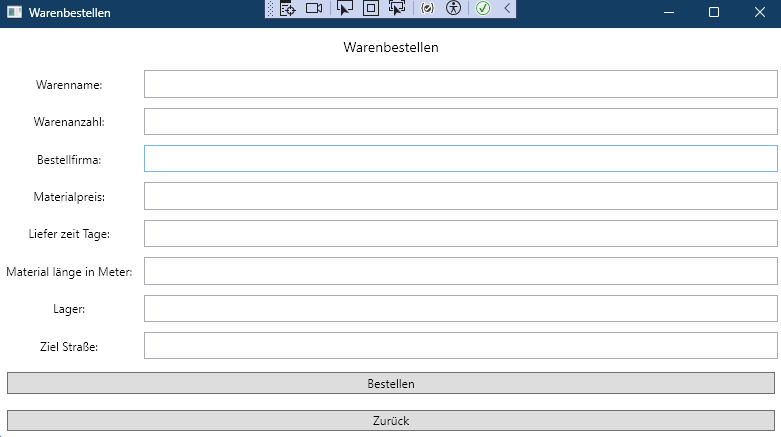 Warenbestellen
Warenbestellen
Warenname:
Warenanzahl:
Bestellfirma:
Materialpreis:
Liefer zeit Tage:
Material länge in Meter:
Lager:
Ziel Straße:
Bestellen
Zurück